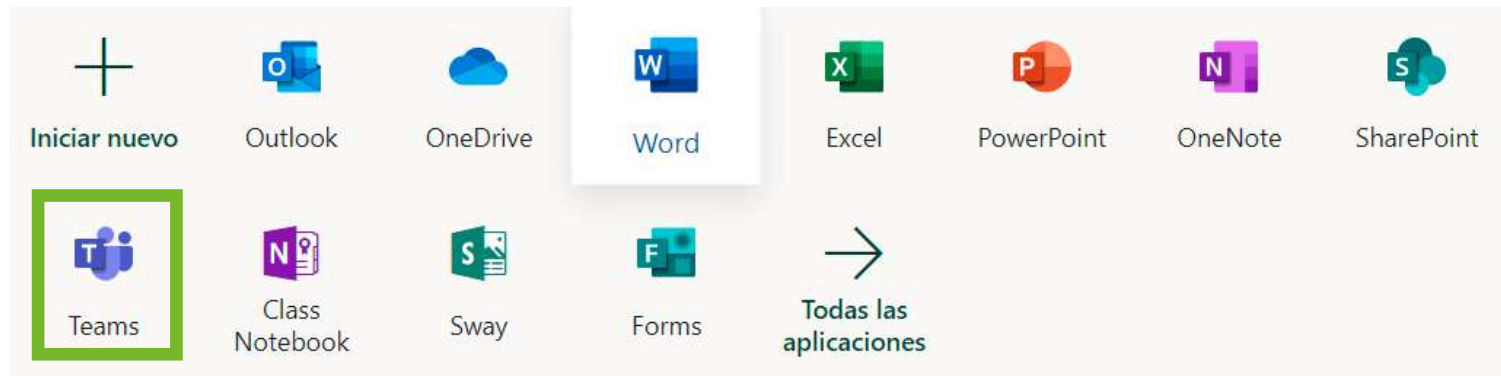 Iniciar nuevo
Outlook
OneDrive
Word
Excel
PowerPoint
OneNote
SharePoint
Teams
Class
Notebook
Sway
Forms
Todas las
aplicaciones